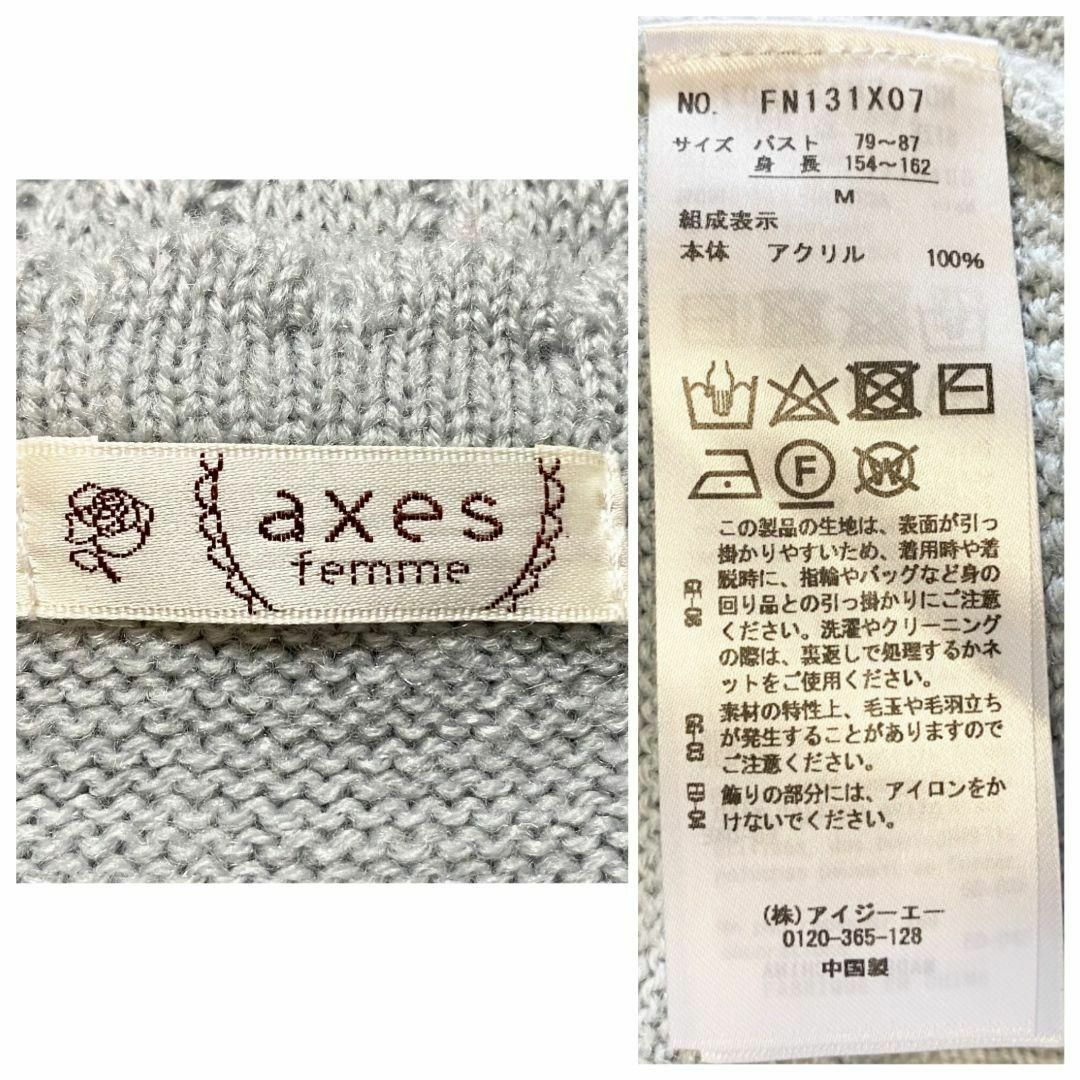 axes
femme
NO. FN131X07
サイズ バスト 79～87
身長 154～162
M
組成表示
本体 アクリル 100%
F
この製品の生地は、表面が引っ
掛かりやすいため、着用時や着
脱時に、指輪やバッグなど身の
回り品との引っ掛かりにご注意
ください。洗濯やクリーニング
の際は、裏返しで処理するかネ
ットをご使用ください。
素材の特性上、毛玉や毛羽立ち
が発生することがありますので
ご注意ください。
飾りの部分には、アイロンをか
けないでください。
(株)アイジーエー
0120-365-128
中国製